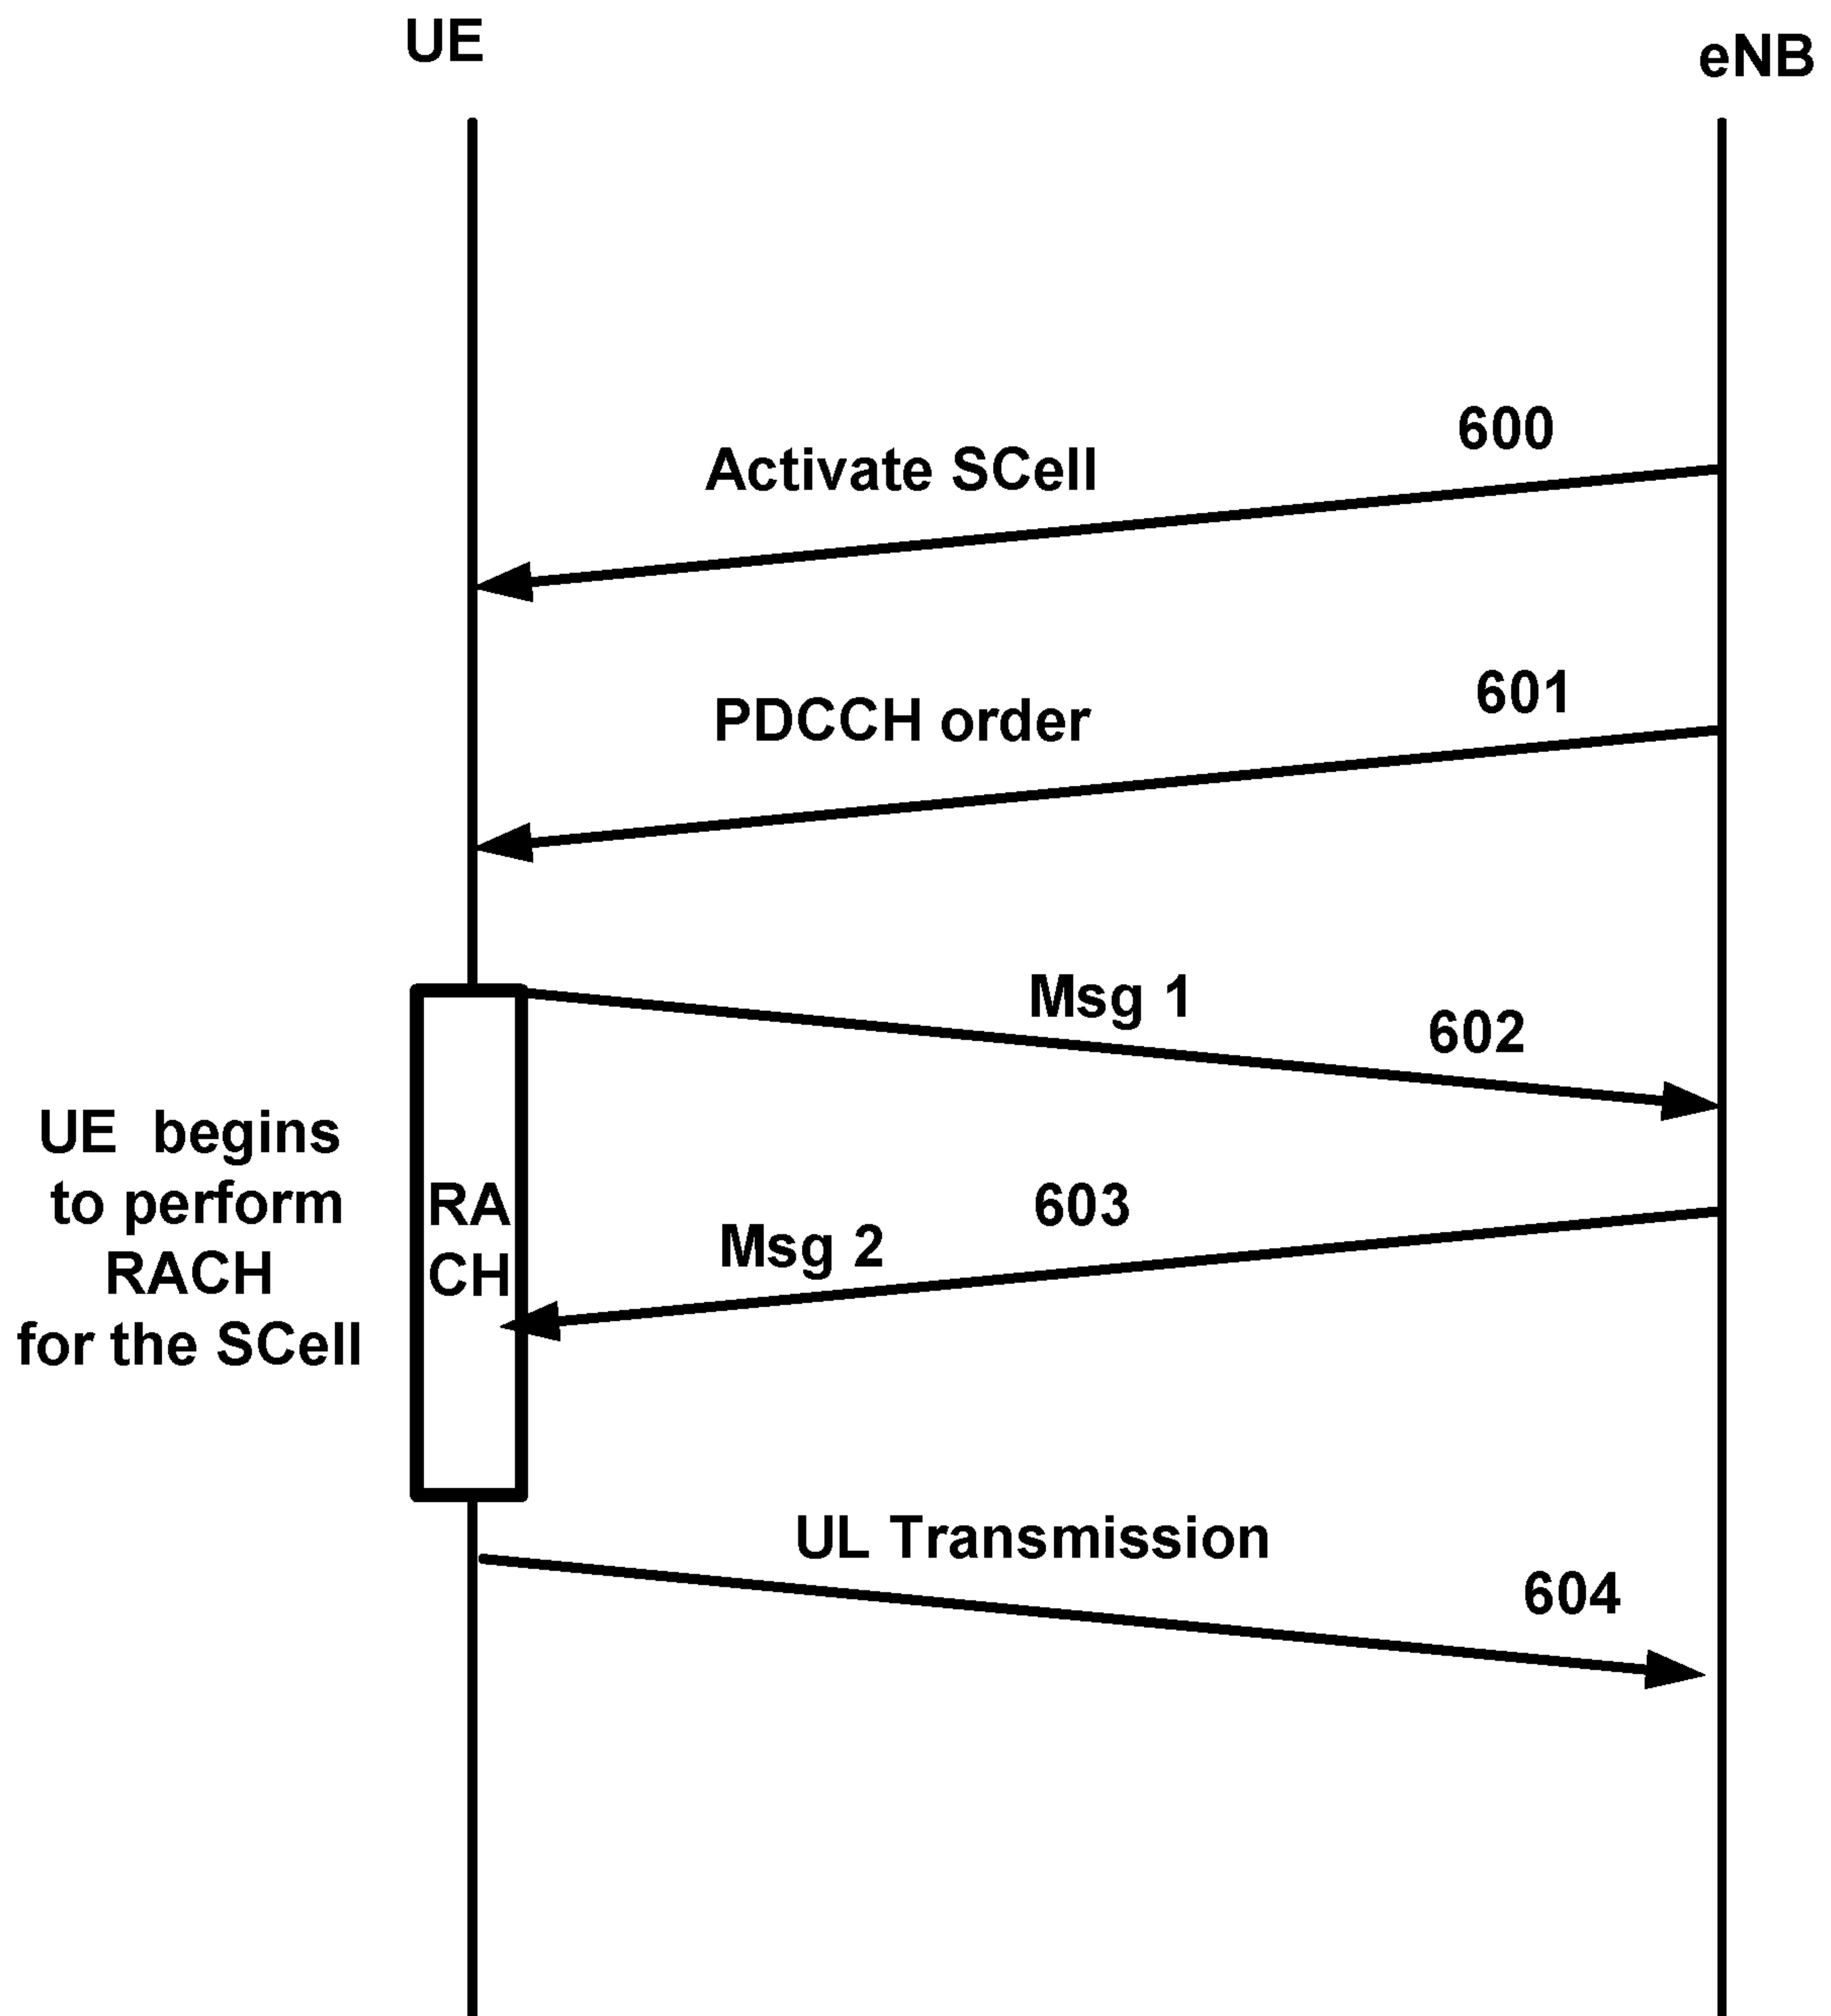 UE
eNB
600
Activate SCell
601
PDCCH order
Msg 1
602
UE begins
to perform
RACH
for the SCell
RA
CH
603
Msg 2
UL Transmission
604